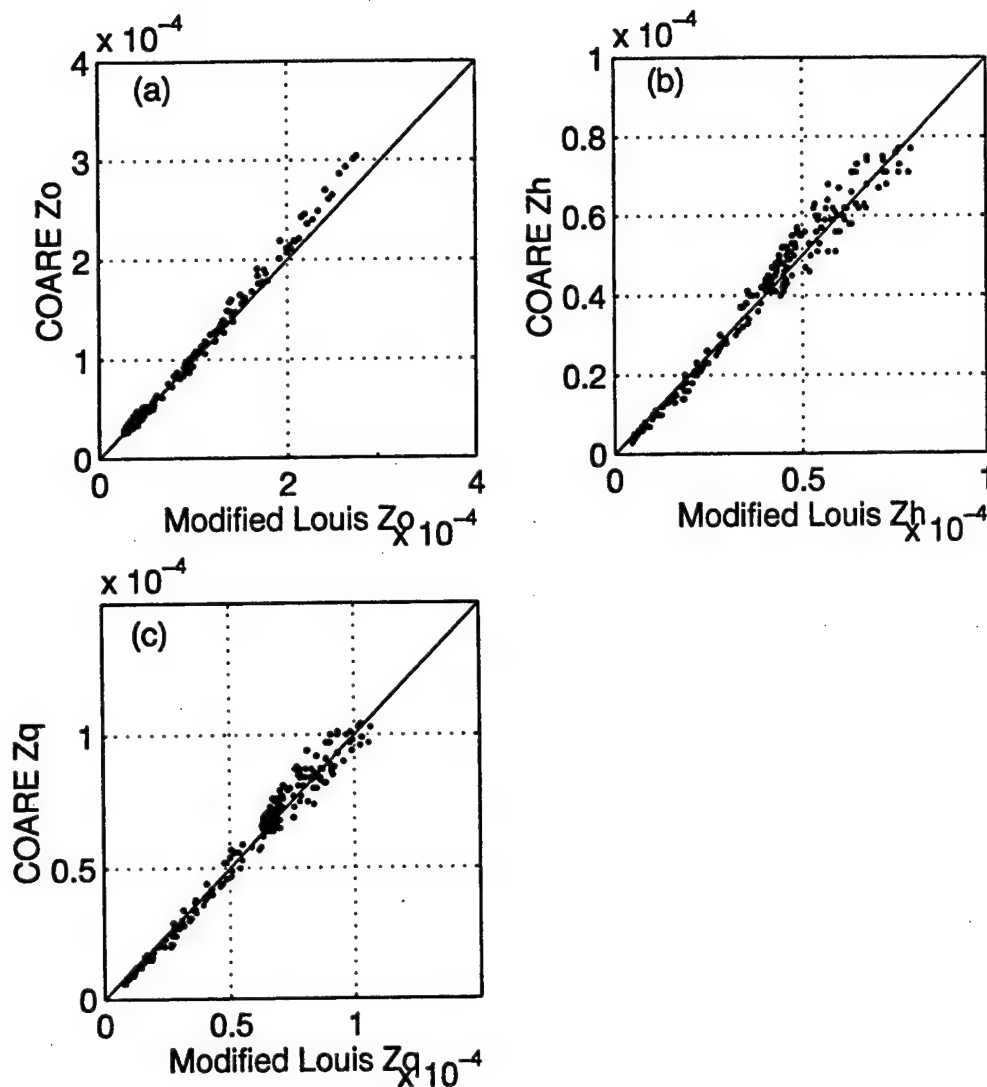 x 10⁻⁴
4
3
2
1
0
(a)
COARE Zo
0
2
4
Modified Louis Zo
x 10⁻⁴
x 10⁻⁴
1
0.8
0.6
0.4
0.2
0
(b)
COARE Zh
0
0.5
1
Modified Louis Zh
x 10⁻⁴
x 10⁻⁴
1
0.5
0
(c)
COARE Zq
0
0.5
1
Modified Louis Zq
x 10⁻⁴